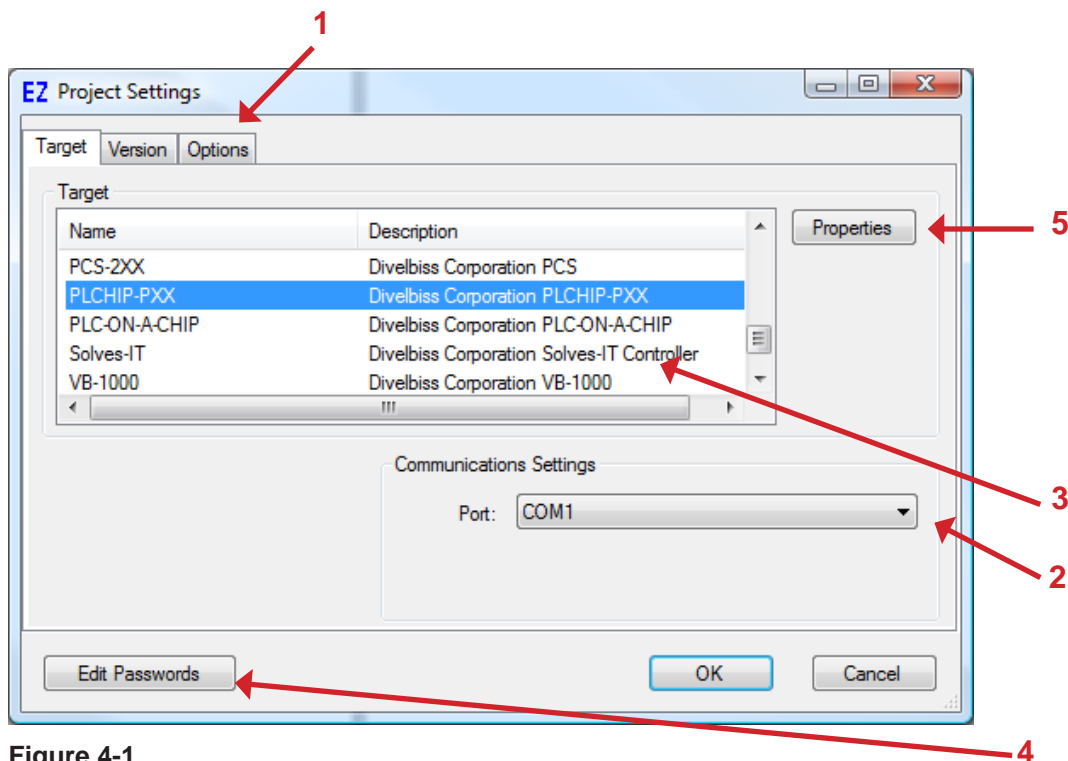 1
EZ Project Settings
Target Version Options
Target
Name Description
Properties
5
PCS-2XX Divelbiss Corporation PCS
PLCHIP-PXX Divelbiss Corporation PLCHIP-PXX
PLC-ON-A-CHIP Divelbiss Corporation PLC-ON-A-CHIP
Solves-IT Divelbiss Corporation Solves-IT Controller
VB-1000 Divelbiss Corporation VB-1000
Communications Settings
3
Port: COM1
2
Edit Passwords OK Cancel
4
Figure 4-1